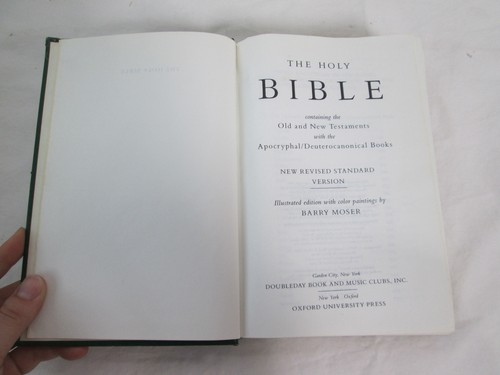 THE HOLY
BIBLE
containing the
Old and New Testaments
with the
Apocryphal/Deuterocanonical Books
NEW REVISED STANDARD
VERSION
Illustrated edition with color paintings by
BARRY MOSER
Garden City, New York
DOUBLEDAY BOOK AND MUSIC CLUBS, INC.
New York Oxford
OXFORD UNIVERSITY PRESS